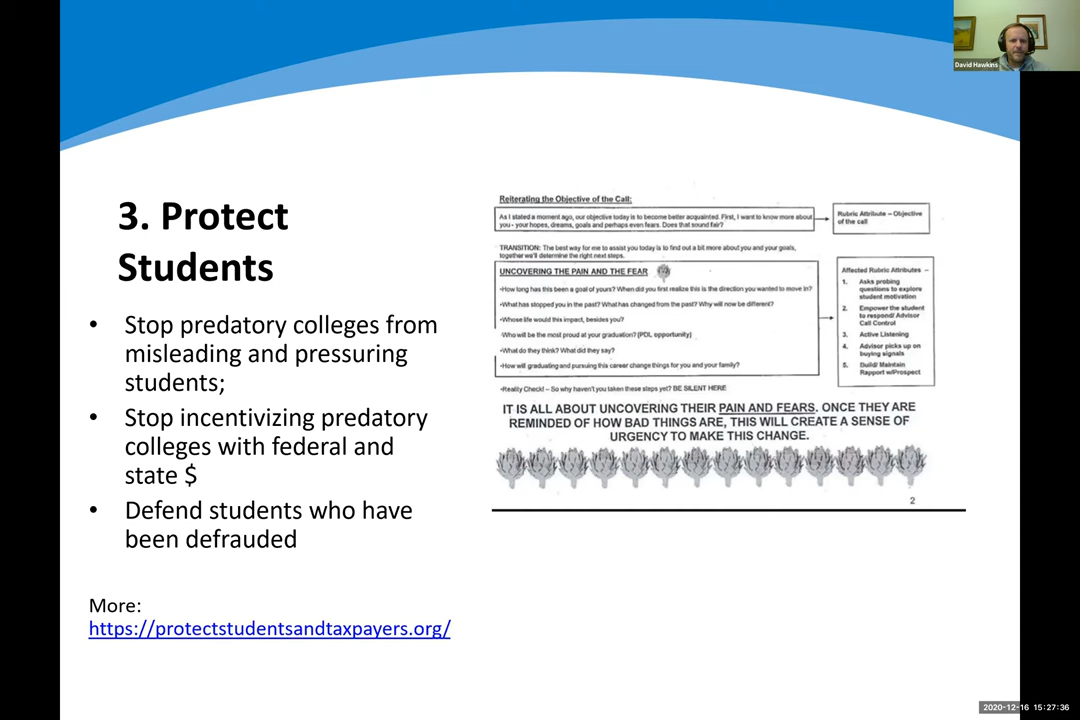 David Hawkins
3. Protect
Students
• Stop predatory colleges from
misleading and pressuring
students;
• Stop incentivizing predatory
colleges with federal and
state $
• Defend students who have
been defrauded
More:
https://protectstudentsandtaxpayers.org/
Reiterating the Objective of the Call:
As I stated a moment ago, our objective today is to become better acquainted. First, I want to know more about
you - your hopes, dreams, goals and perhaps even fears. Does that sound fair?
Rubric Attribute – Objective
of the call
TRANSITION: The best way for me to assist you today is to find out a bit more about you and your goals,
together we'll determine the right next steps.
UNCOVERING THE PAIN AND THE FEAR
•How long has this been a goal of yours? When did you first realize this is the direction you wanted to move in?
•What has stopped you in the past? What has changed from the past? Why will now be different?
•Whose life would this impact, besides you?
•Who will be the most proud at your graduation? (PDL opportunity)
•What do they think? What did they say?
•How will graduating and pursuing this career change things for you and your family?
Affected Rubric Attributes –
1. Asks probing
questions to explore
student motivation
2. Empower the student
to respond/ Advisor
Call Control
3. Active Listening
4. Advisor picks up on
buying signals
5. Build/ Maintain
Rapport w/Prospect
•Reality Check! – So why haven't you taken these steps yet? BE SILENT HERE
IT IS ALL ABOUT UNCOVERING THEIR PAIN AND FEARS. ONCE THEY ARE
REMINDED OF HOW BAD THINGS ARE, THIS WILL CREATE A SENSE OF
URGENCY TO MAKE THIS CHANGE.
2
2020-12-16 15:27:36